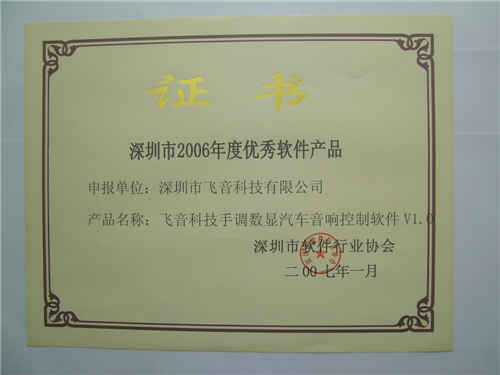 证书
深圳市2006年度优秀软件产品
申报单位：深圳市飞音科技有限公司
产品名称：飞音科技手调数显汽车音响控制软件 V1.0
深圳市软件行业协会
二00七年一月